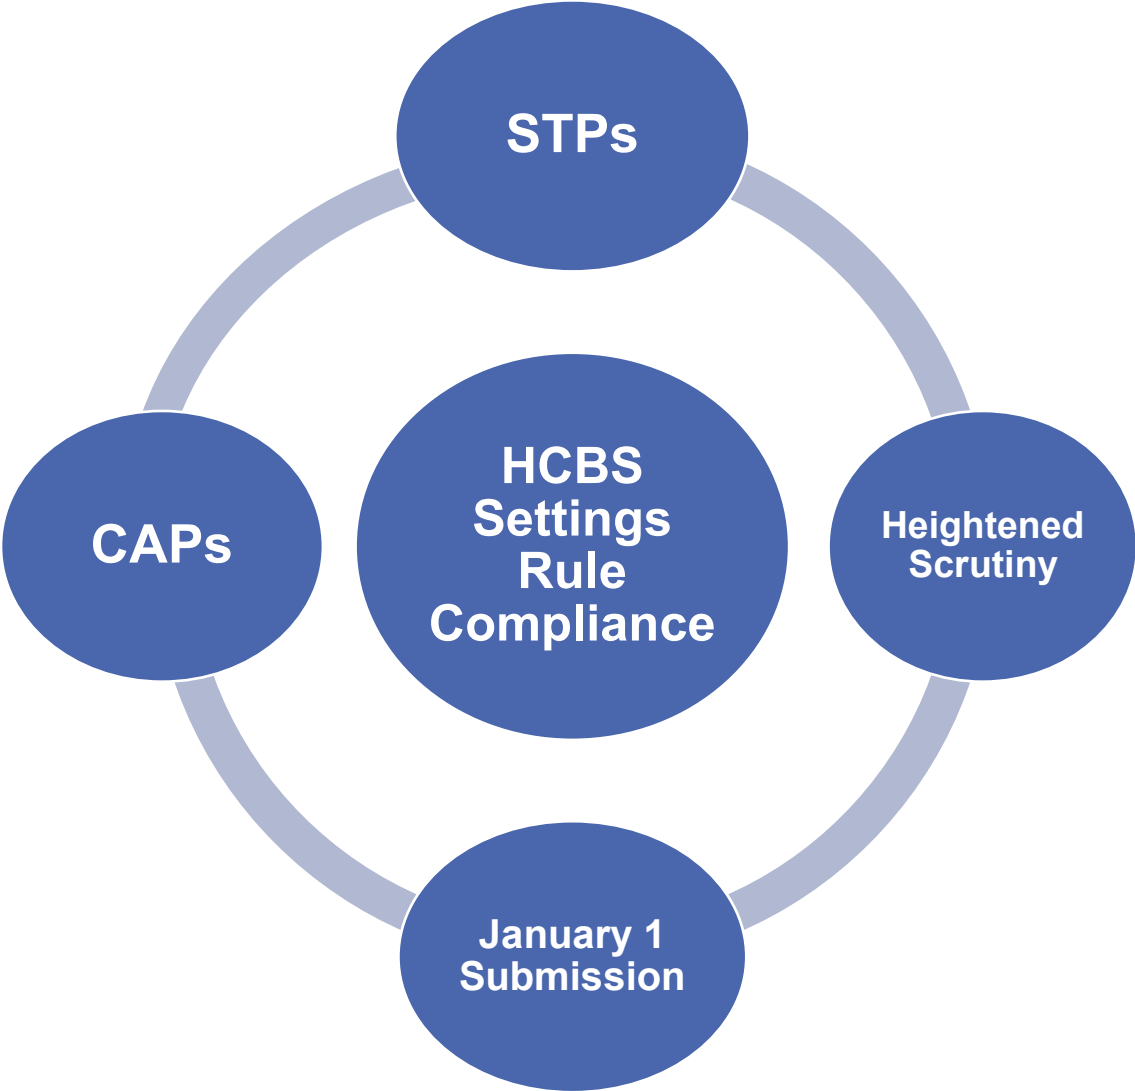 STPs
HCBS
Settings
Rule
Compliance
CAPs
Heightened
Scrutiny
January 1
Submission